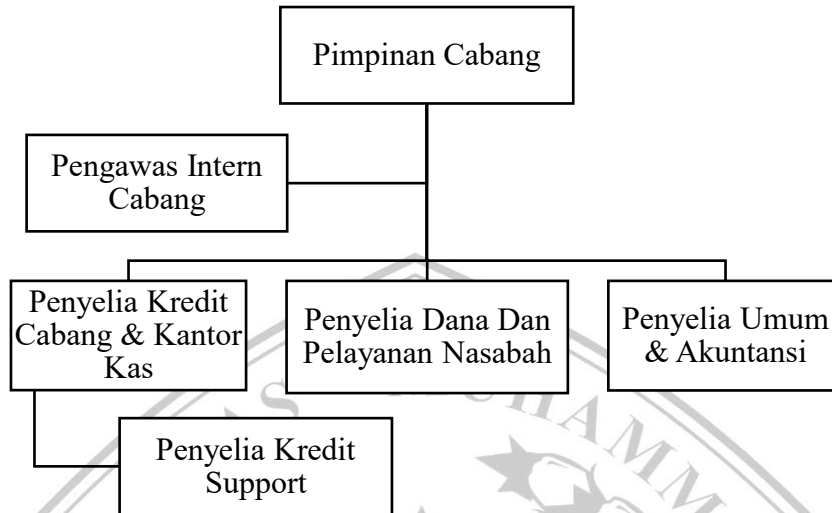 Pimpinan Cabang
Pengawas Intern
Cabang
Penyelia Kredit
Cabang & Kantor
Kas
Penyelia Dana Dan
Pelayanan Nasabah
Penyelia Umum
& Akuntansi
Penyelia Kredit
Support